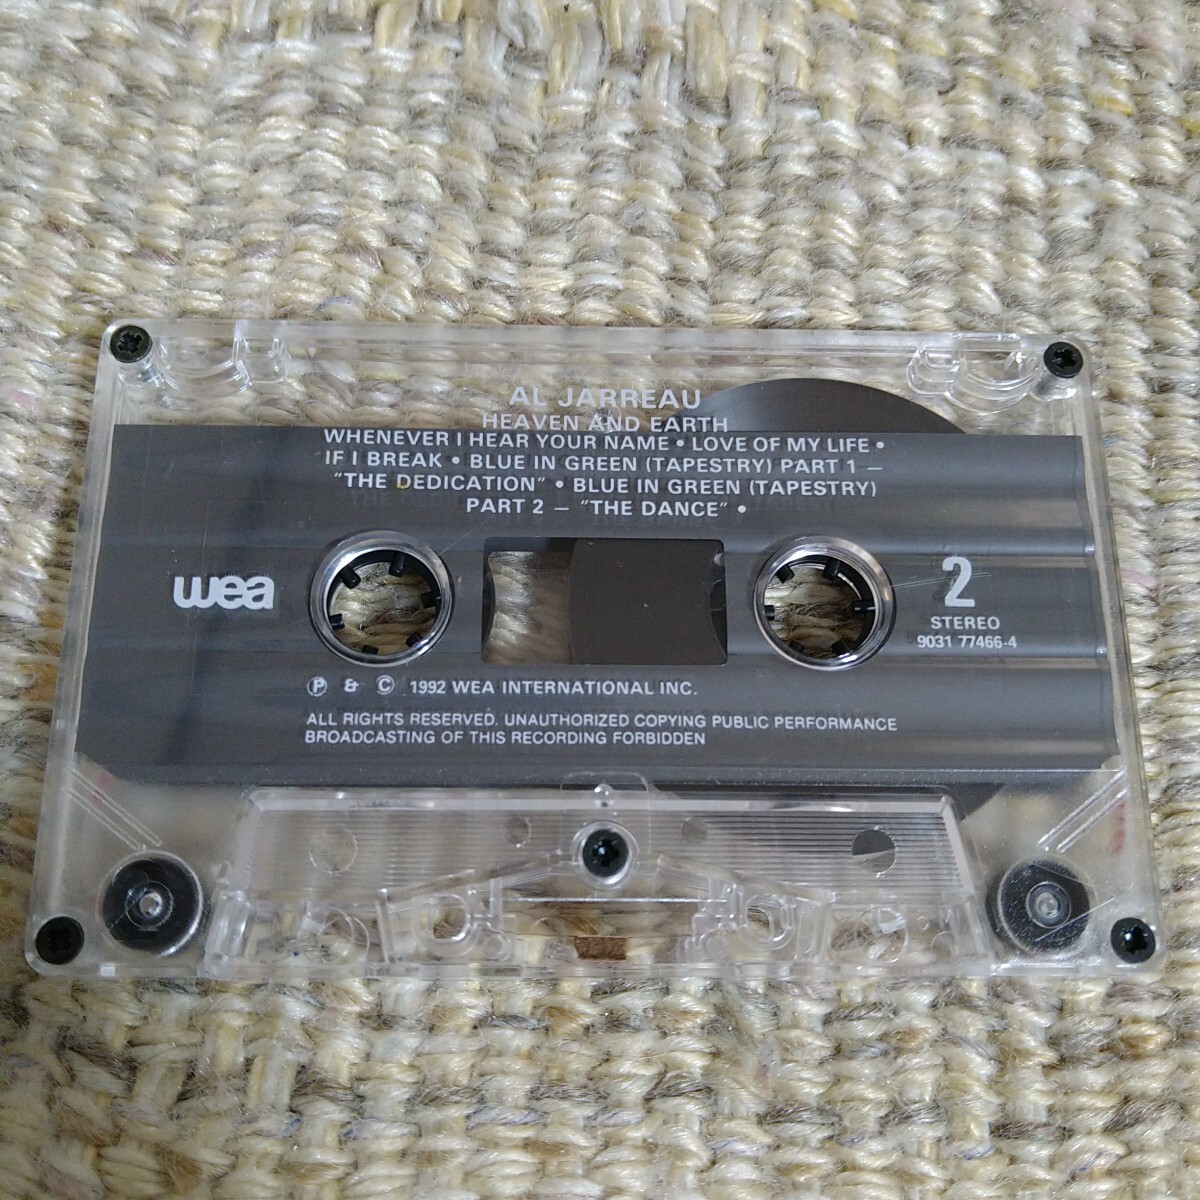 AL JARREAU
HEAVEN AND EARTH
WHENEVER I HEAR YOUR NAME • LOVE OF MY LIFE •
IF I BREAK • BLUE IN GREEN (TAPESTRY) PART 1 —
"THE DEDICATION" • BLUE IN GREEN (TAPESTRY)
PART 2 — "THE DANCE" •
wea
2
STEREO
9031 77466-4
Ⓟ & © 1992 WEA INTERNATIONAL INC.
ALL RIGHTS RESERVED. UNAUTHORIZED COPYING PUBLIC PERFORMANCE
BROADCASTING OF THIS RECORDING FORBIDDEN